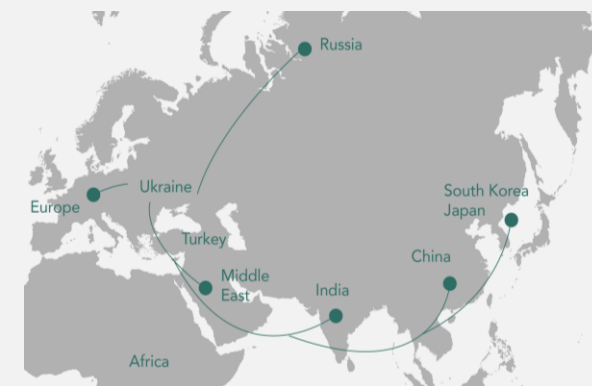 Russia
Ukraine
Europe
South Korea
Japan
Turkey
China
Middle
East
India
Africa